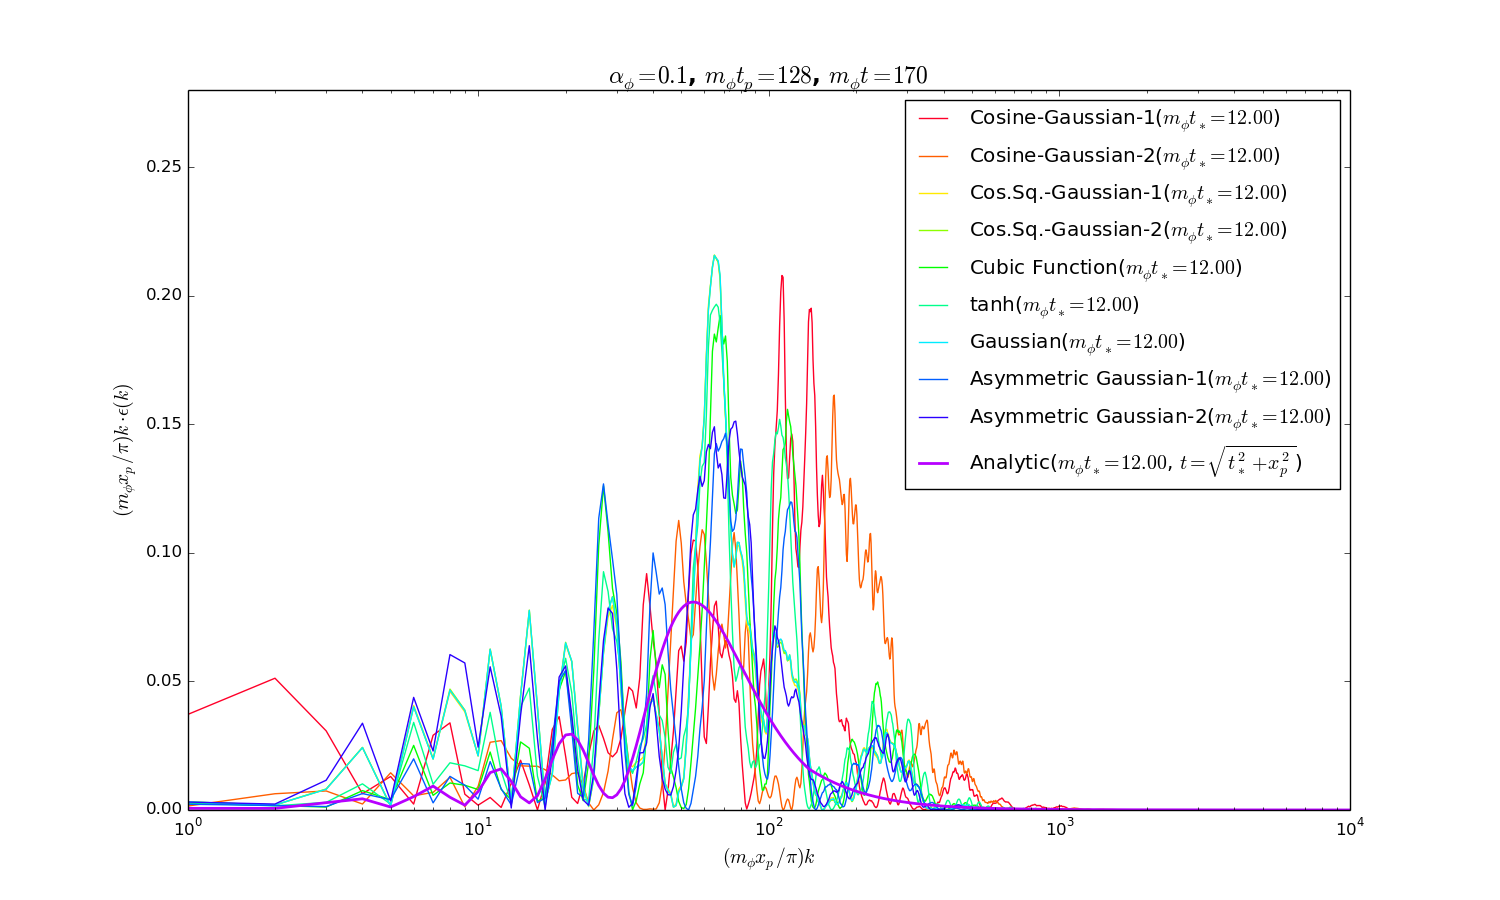 α_ϕ=0.1, m_ϕt_p=128, m_ϕt=170
Cosine-Gaussian-1(m_ϕt_*=12.00)
Cosine-Gaussian-2(m_ϕt_*=12.00)
Cos.Sq.-Gaussian-1(m_ϕt_*=12.00)
Cos.Sq.-Gaussian-2(m_ϕt_*=12.00)
Cubic Function(m_ϕt_*=12.00)
tanh(m_ϕt_*=12.00)
Gaussian(m_ϕt_*=12.00)
Asymmetric Gaussian-1(m_ϕt_*=12.00)
Asymmetric Gaussian-2(m_ϕt_*=12.00)
Analytic(m_ϕt_*=12.00, t=√(t_*^2+x_p^2))
(m_ϕx_p/π)k·ϵ(k)
0.25
0.20
0.15
0.10
0.05
0.00
10^0 10^1 10^2 10^3 10^4
(m_ϕx_p/π)k